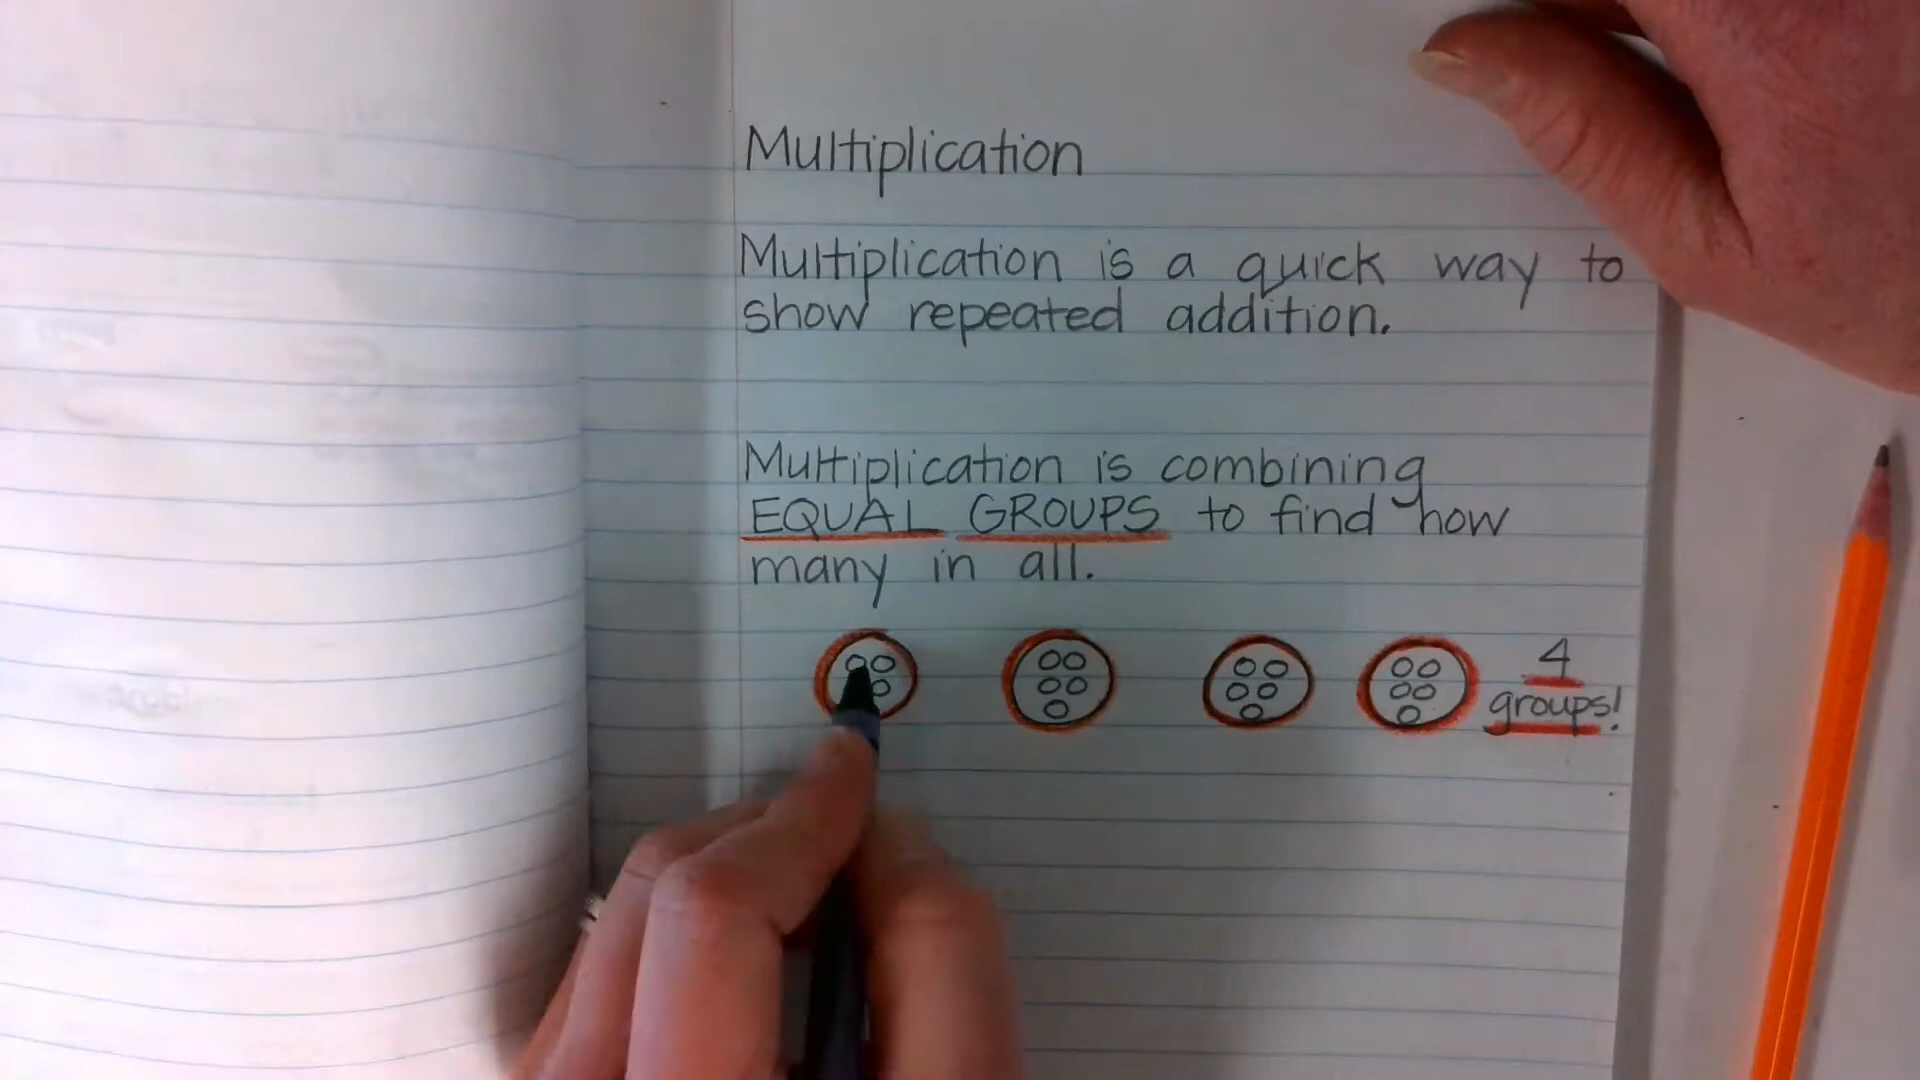 Multiplication
Multiplication is a quick way to
show repeated addition.
Multiplication is combining
EQUAL GROUPS to find how
many in all.
4
groups!